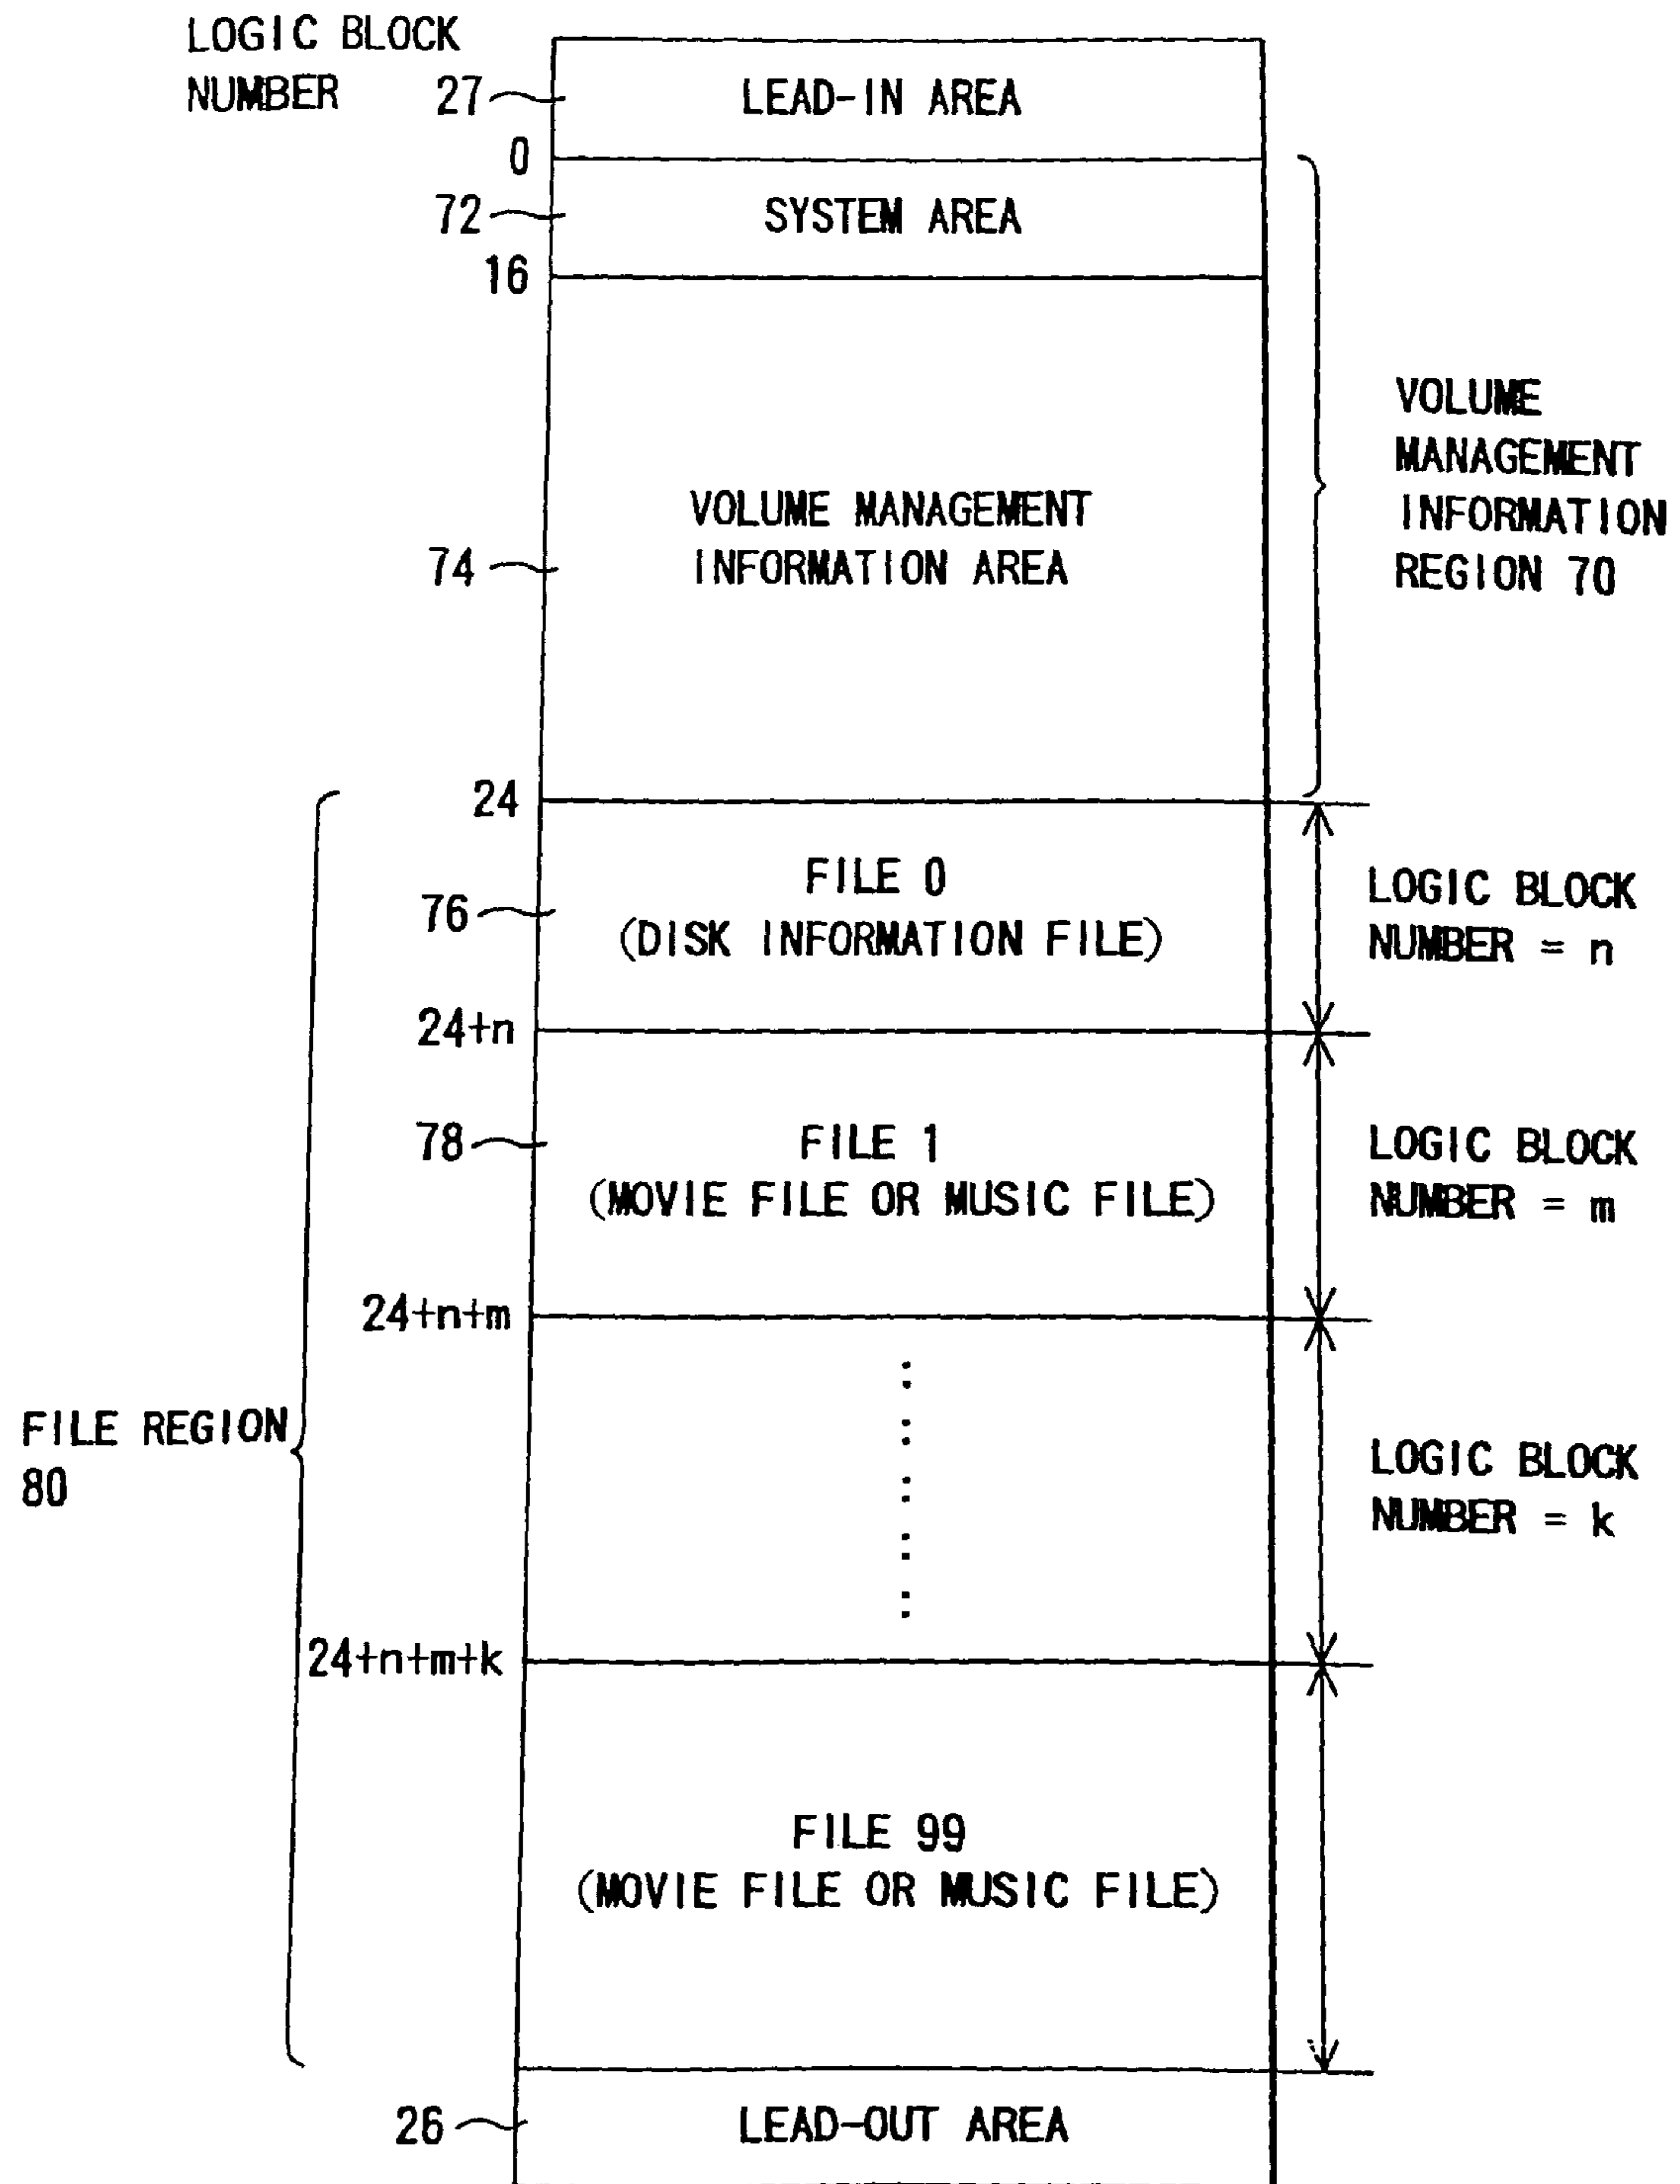 LOGIC BLOCK
NUMBER
27
LEAD-IN AREA
0
72
SYSTEM AREA
16
VOLUME
MANAGEMENT
INFORMATION
REGION 70
VOLUME MANAGEMENT
INFORMATION AREA
74
24
FILE 0
(DISK INFORMATION FILE)
76
LOGIC BLOCK
NUMBER = n
24+n
78
FILE 1
(MOVIE FILE OR MUSIC FILE)
LOGIC BLOCK
NUMBER = m
24+n+m
FILE REGION
80
LOGIC BLOCK
NUMBER = k
24+n+m+k
FILE 99
(MOVIE FILE OR MUSIC FILE)
26
LEAD-OUT AREA